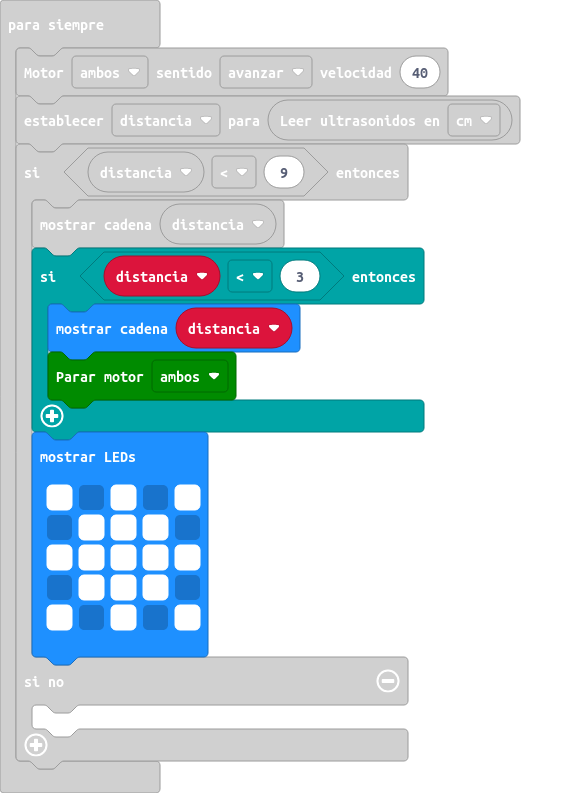 para siempre
Motor ambos sentido avanzar velocidad 40
establecer distancia para Leer ultrasonidos en cm
si distancia < 9 entonces
mostrar cadena distancia
si distancia < 3 entonces
mostrar cadena distancia
Parar motor ambos
mostrar LEDs
si no